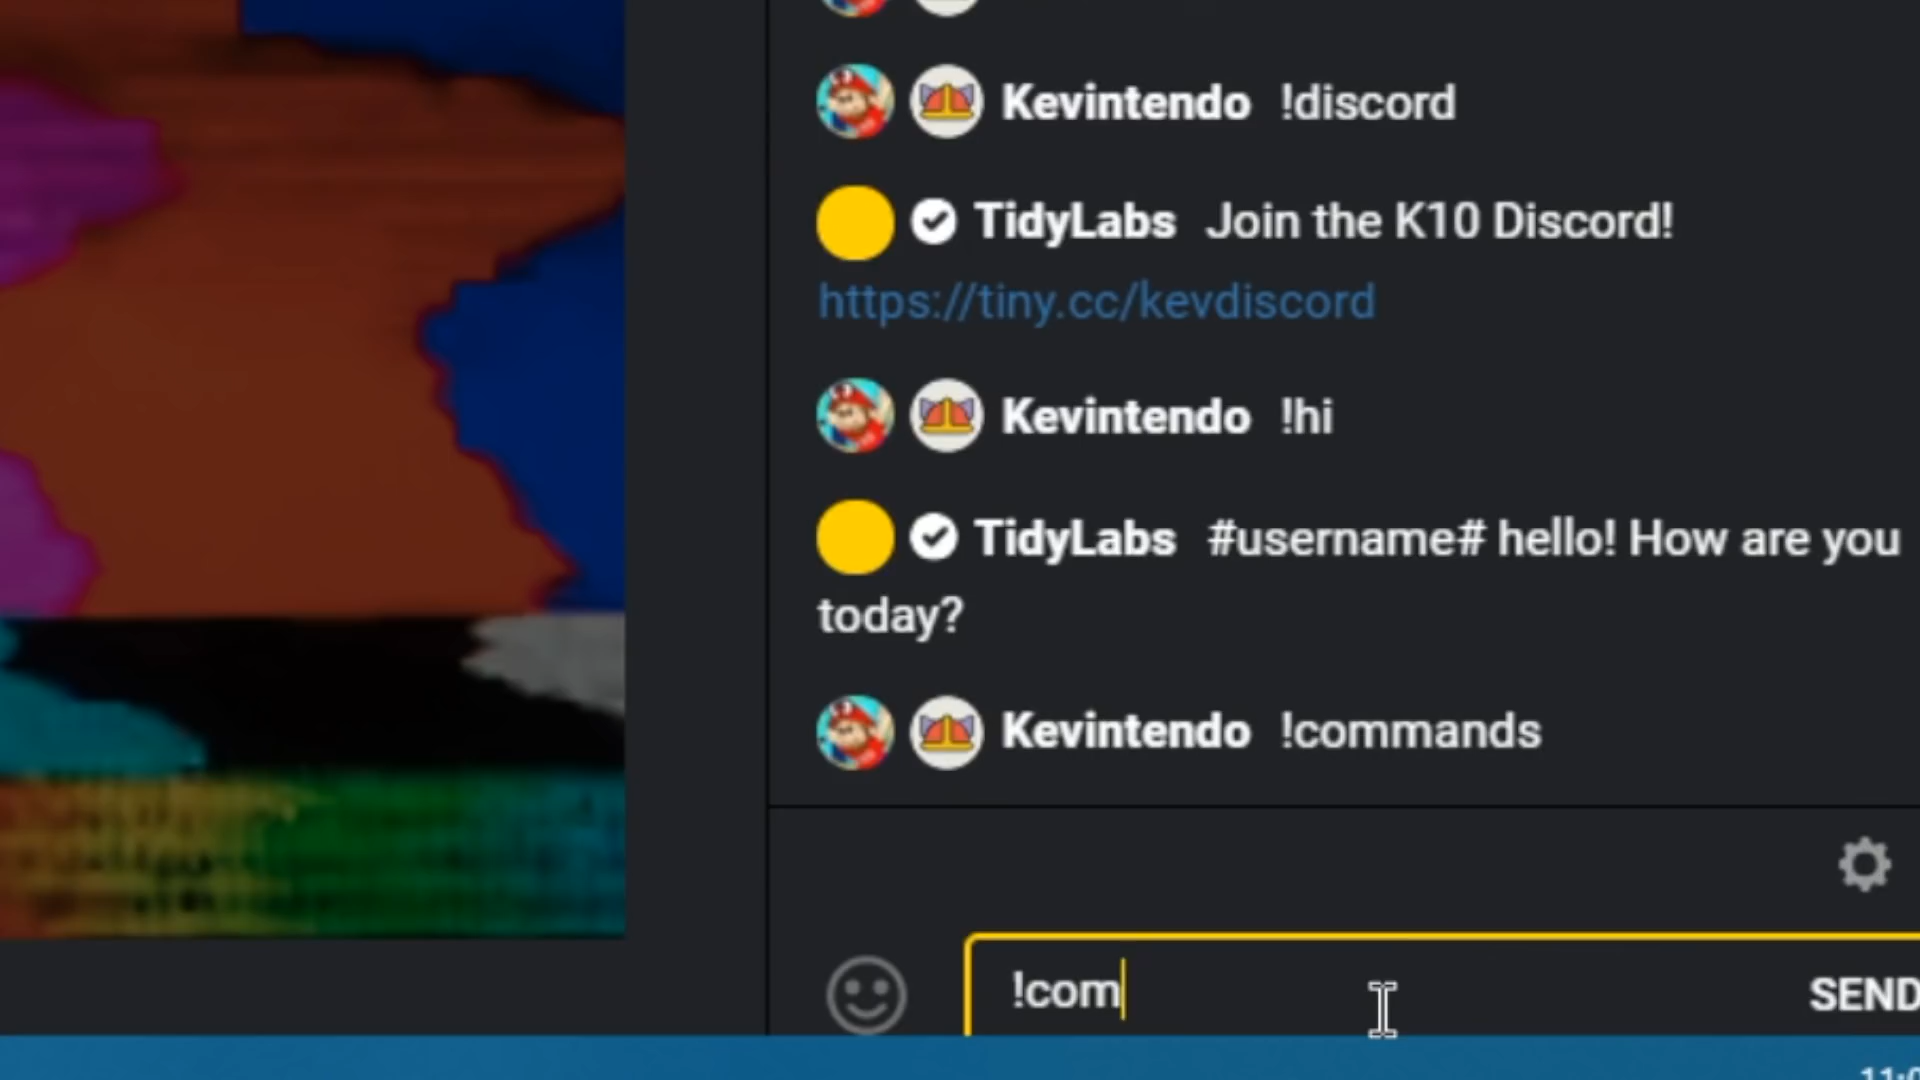 Kevintendo !discord
TidyLabs Join the K10 Discord!
https://tiny.cc/kevdiscord
Kevintendo !hi
TidyLabs #username# hello! How are you
today?
Kevintendo !commands
!com
SEND